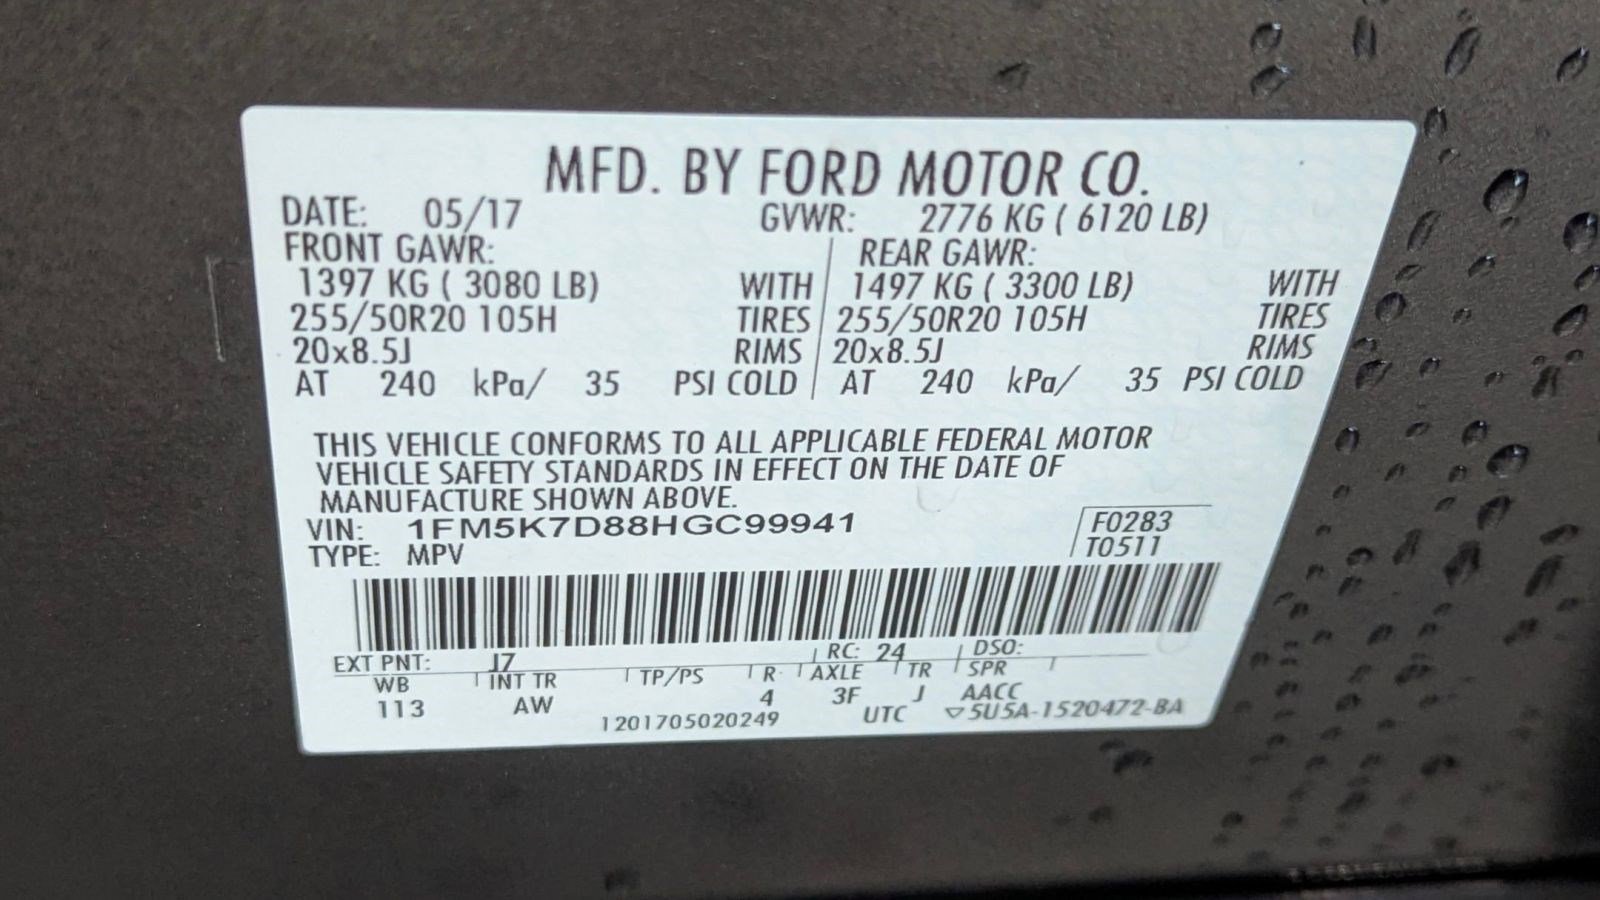 MFD. BY FORD MOTOR CO.
DATE: 05/17 GVWR: 2776 KG ( 6120 LB)
FRONT GAWR: REAR GAWR:
1397 KG ( 3080 LB) WITH 1497 KG ( 3300 LB) WITH
255/50R20 105H TIRES 255/50R20 105H TIRES
20x8.5J RIMS 20x8.5J RIMS
AT 240 kPa/ 35 PSI COLD AT 240 kPa/ 35 PSI COLD
THIS VEHICLE CONFORMS TO ALL APPLICABLE FEDERAL MOTOR
VEHICLE SAFETY STANDARDS IN EFFECT ON THE DATE OF
MANUFACTURE SHOWN ABOVE.
VIN: 1FM5K7D88HGC99941 F0283
TYPE: MPV T0511
EXT PNT: J7 RC: 24 DSO:
WB INT TR TP/PS R AXLE TR SPR
113 AW 4 3F J AACC
1201705020249 UTC ▽5U5A-1520472-BA